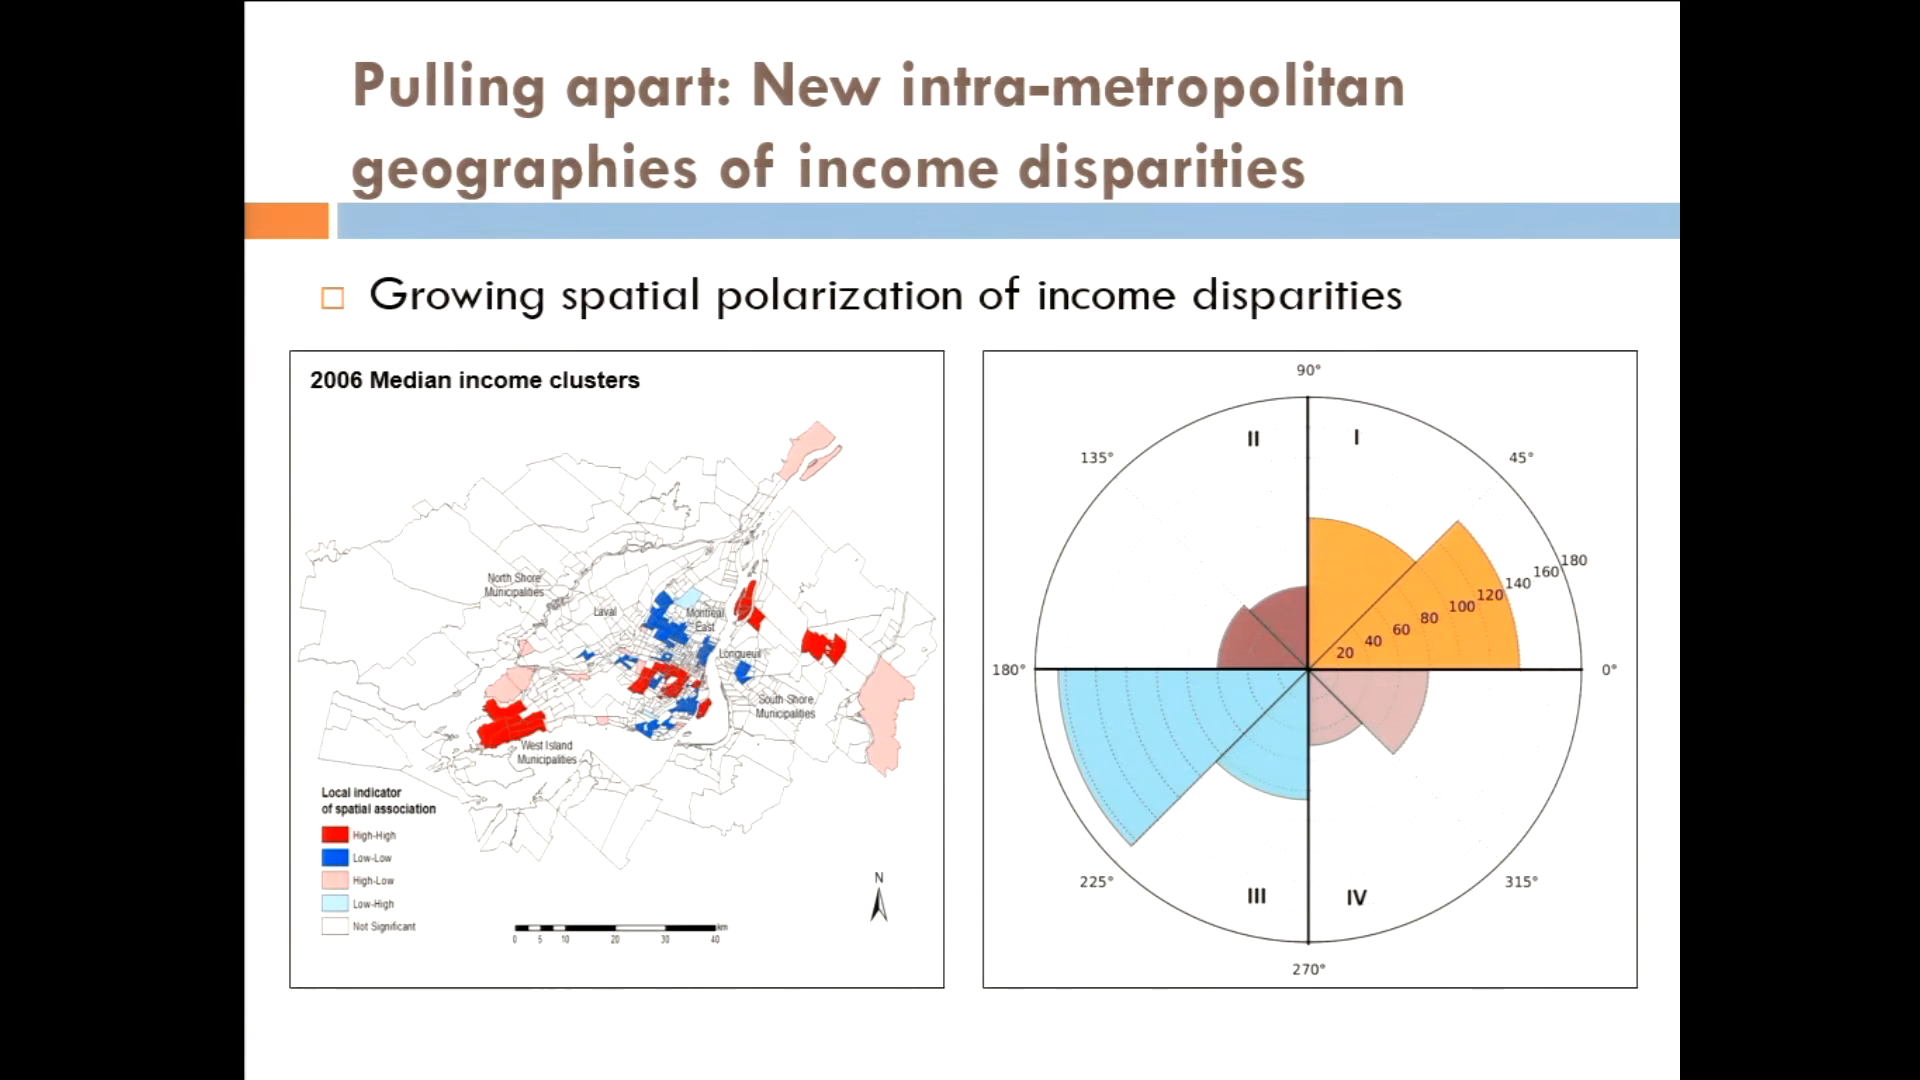 Pulling apart: New intra-metropolitan
geographies of income disparities
Growing spatial polarization of income disparities
2006 Median income clusters
North Shore
Municipalities
Laval
Montreal
East
Longueuil
South Shore
Municipalities
West Island
Municipalities
Local indicator
of spatial association
High-High
Low-Low
High-Low
Low-High
Not Significant
N
km
0 5 10 20 30 40
90°
II I
135° 45°
180
160
140
120
100
80
60
40
20
180° 0°
225° 315°
III IV
270°